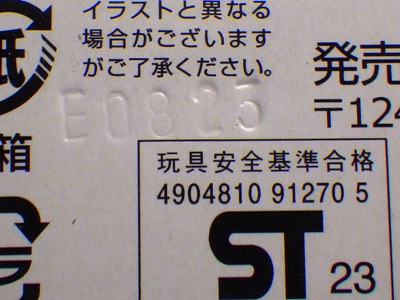 イラストと異なる
場合がございます
がご了承ください。
紙
発売
〒124
E0825
箱
玩具安全基準合格
4904810 91270 5
ST 23